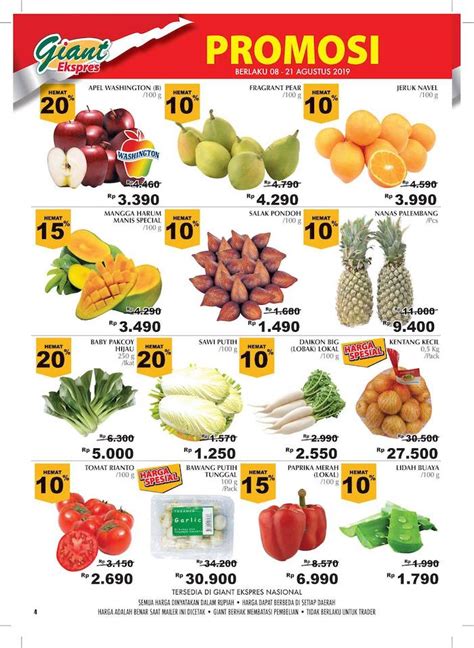 Giant
Ekspres
PROMOSI
BERLAKU 08 - 21 AGUSTUS 2019
HEMAT
20%
APEL WASHINGTON (B)
/100 g
WASHINGTON
4.460
Rp 3.390
HEMAT
10%
FRAGRANT PEAR
/100 g
Rp 4.790
Rp 4.290
HEMAT
10%
JERUK NAVEL
/100 g
Rp 4.590
Rp 3.990
HEMAT
15%
MANGGA HARUM
MANIS SPECIAL
/100 g
Rp 4.290
Rp 3.490
HEMAT
10%
SALAK PONDOH
/100 g
Rp 1.690
Rp 1.490
HEMAT
10%
NANAS PALEMBANG
/Pcs
Rp 11.000
Rp 9.400
HEMAT
20%
BABY PAKCOY
HIJAU
250 g
/Ikat
Rp 6.300
Rp 5.000
HEMAT
20%
SAWI PUTIH
/100 g
Rp 1.570
Rp 1.250
HEMAT
10%
DAIKON BIG
(LOBAK) LOKAL
/100 g
Rp 2.990
Rp 2.550
HARGA
SPESIAL
KENTANG KECIL
0,5 Kg
/Pack
Rp 30.500
Rp 27.500
HEMAT
10%
TOMAT RIANTO
/100 g
Rp 3.150
Rp 2.690
HARGA
SPESIAL
BAWANG PUTIH
TUNGGAL
100 g
/Pack
Garlic
Rp 34.200
Rp 30.900
HEMAT
15%
PAPRIKA MERAH
(LOKAL)
/100 g
Rp 8.750
Rp 6.990
HEMAT
10%
LIDAH BUAYA
/100 g
Rp 1.990
Rp 1.790
TERSEDIA DI GIANT EKSPRES NASIONAL
SEMUA HARGA DINYATAKAN DALAM RUPIAH • HARGA DAPAT BERBEDA DI SETIAP DAERAH
HARGA ADALAH BENAR SAAT MAILER INI DICETAK • GIANT BERHAK MEMBATASI PEMBELIAN • TIDAK BERLAKU UNTUK TRADER
4